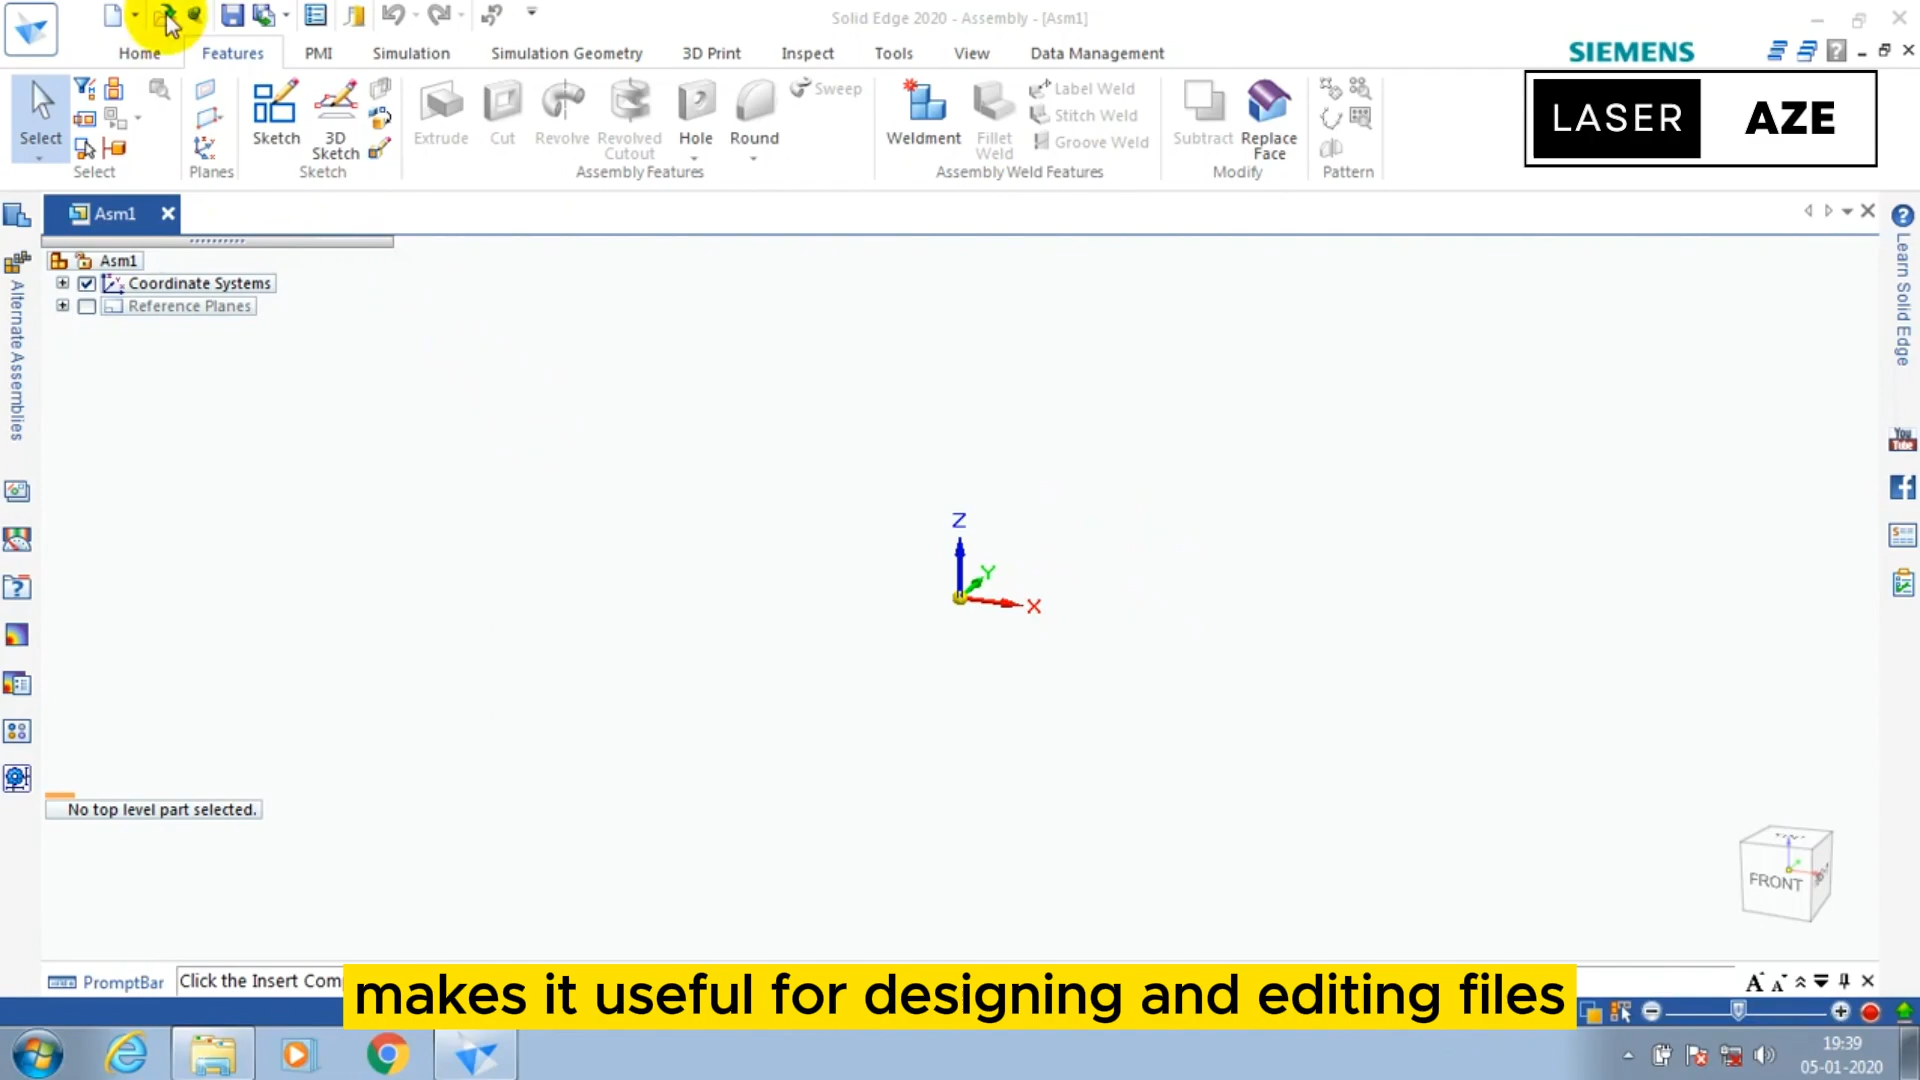 Solid Edge 2020 - Assembly - [Asm1]
Home Features PMI Simulation Simulation Geometry 3D Print Inspect Tools View Data Management
SIEMENS
LASER AZE
Select
Sketch
3D Sketch
Extrude
Cut
Revolve
Revolved Cutout
Hole
Round
Sweep
Weldment
Fillet Weld
Label Weld
Stitch Weld
Groove Weld
Subtract
Replace Face
Select Planes Sketch Assembly Features Assembly Weld Features Modify Pattern
Asm1
Asm1
Coordinate Systems
Reference Planes
Alternate Assemblies
Learn Solid Edge
You Tube
Z
Y
X
No top level part selected.
FRONT
PromptBar
Click the Insert Com
makes it useful for designing and editing files
19:39
05-01-2020